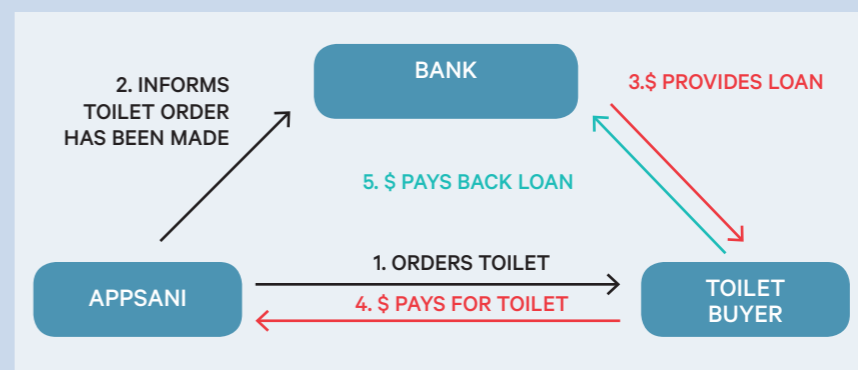 BANK
2. INFORMS
TOILET ORDER
HAS BEEN MADE
3.$ PROVIDES LOAN
5. $ PAYS BACK LOAN
1. ORDERS TOILET
4. $ PAYS FOR TOILET
APPSANI
TOILET
BUYER